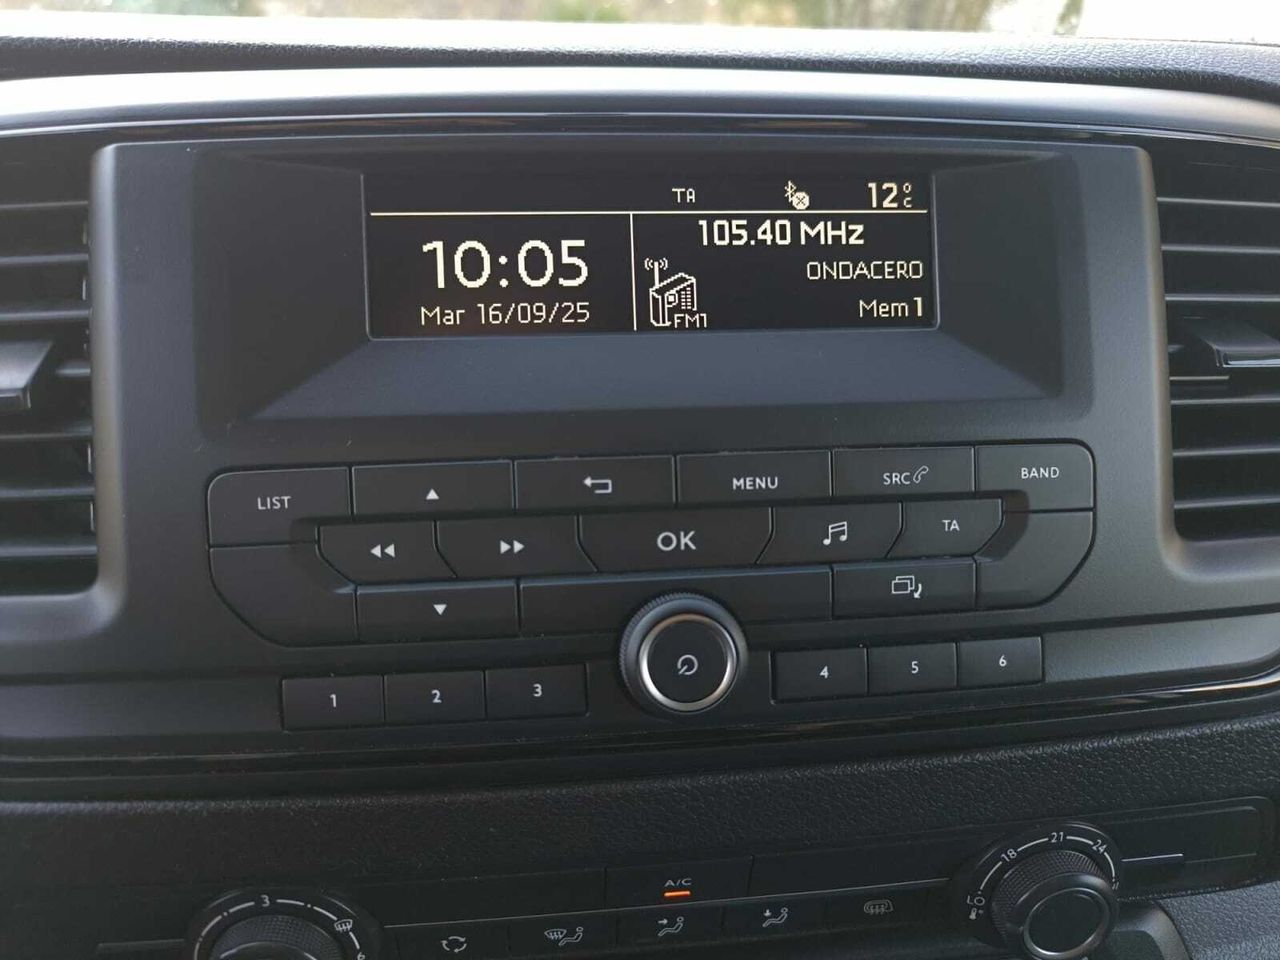 TA
12°C
10:05
Mar 16/09/25
105.40 MHz
ONDACERO
FM1
Mem 1
LIST
MENU
SRC
BAND
OK
TA
1
2
3
4
5
6
A/C
3
LO
18
21
24